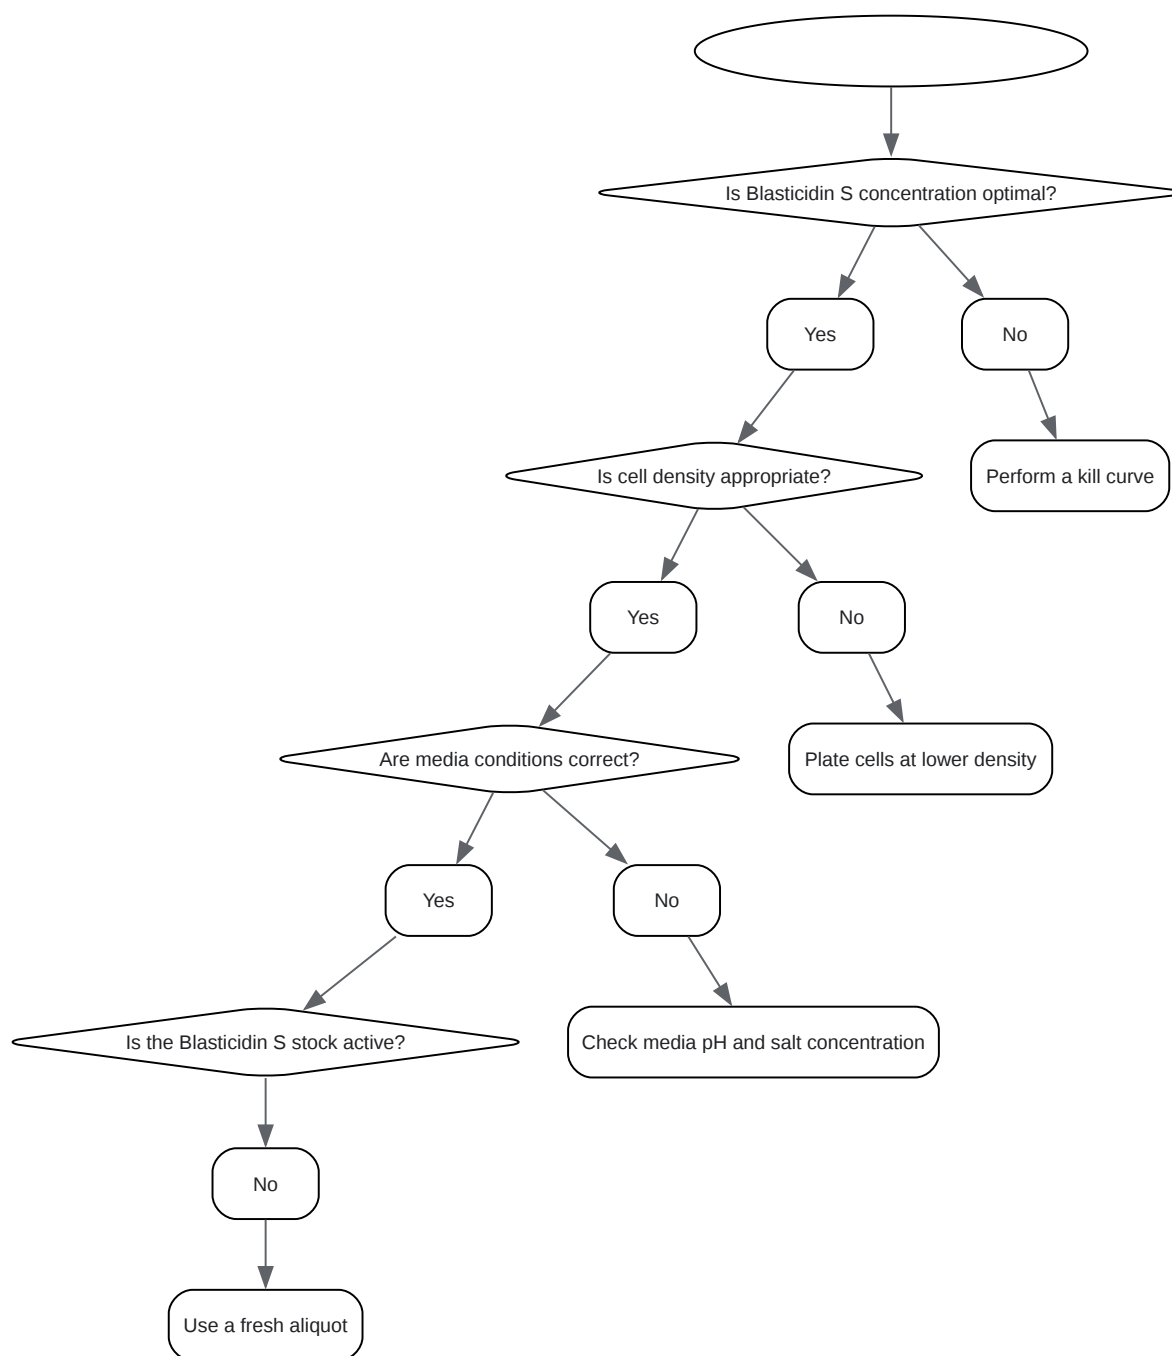 Is Blasticidin S concentration optimal?
Yes
No
Is cell density appropriate?
Perform a kill curve
Yes
No
Are media conditions correct?
Plate cells at lower density
Yes
No
Is the Blasticidin S stock active?
Check media pH and salt concentration
No
Use a fresh aliquot